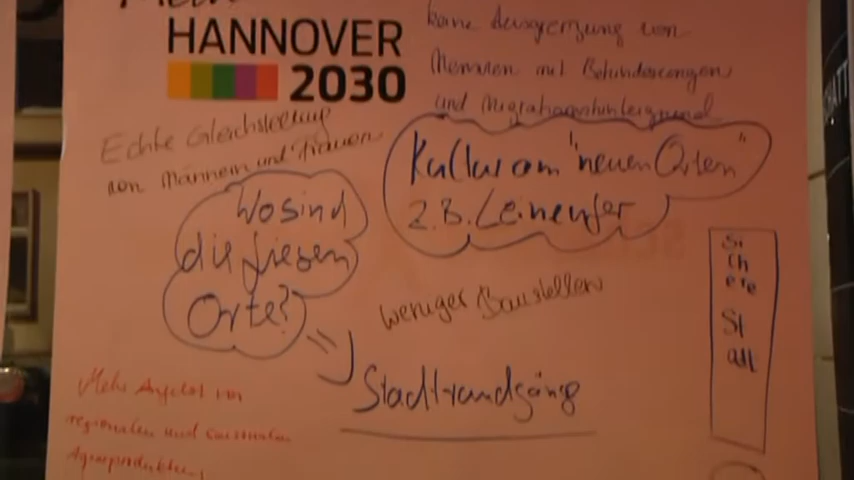 HANNOVER
2030
keine Ausgrenzung von
Menschen mit Behinderungen
und Migrationshintergrund
Echte Gleichstellung
von Männern und Frauen
Kultur am "neuen Orten"
z.B. Leineufer
Wo sind
die fiesen
Orte?
weniger Baustellen
Stadtrundgäng
Si
ch
ere
St
adt
Mehr Angebot von
regionalen und
Agrarprodukten